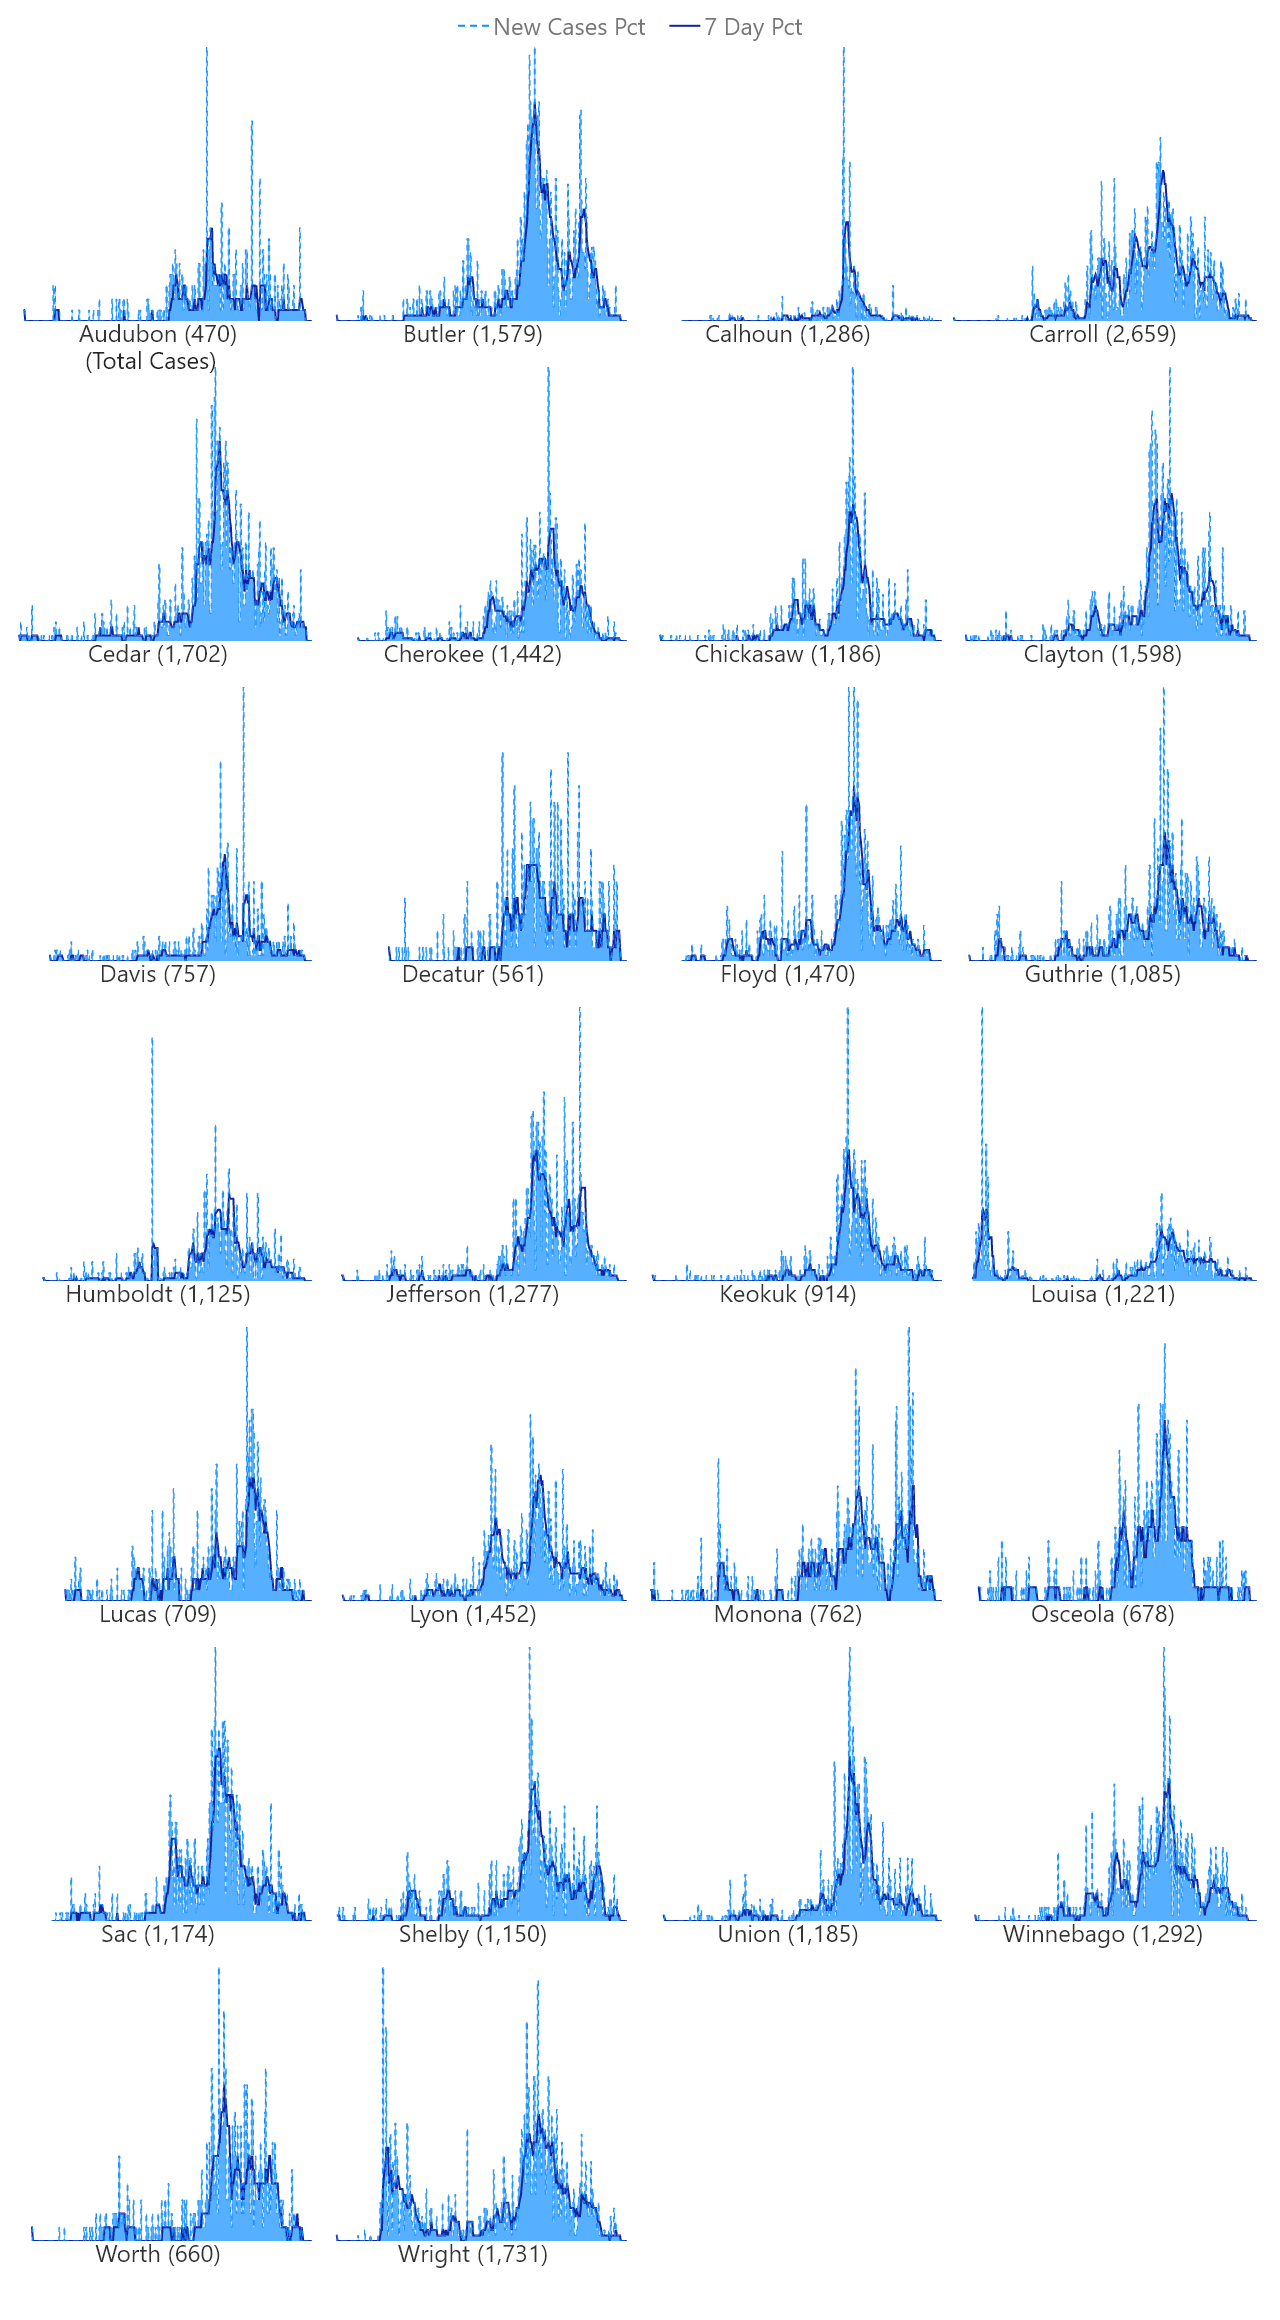 New Cases Pct 7 Day Pct
Audubon (470) Butler (1,579) Calhoun (1,286) Carroll (2,659)
(Total Cases)
Cedar (1,702) Cherokee (1,442) Chickasaw (1,186) Clayton (1,598)
Davis (757) Decatur (561) Floyd (1,470) Guthrie (1,085)
Humboldt (1,125) Jefferson (1,277) Keokuk (914) Louisa (1,221)
Lucas (709) Lyon (1,452) Monona (762) Osceola (678)
Sac (1,174) Shelby (1,150) Union (1,185) Winnebago (1,292)
Worth (660) Wright (1,731)